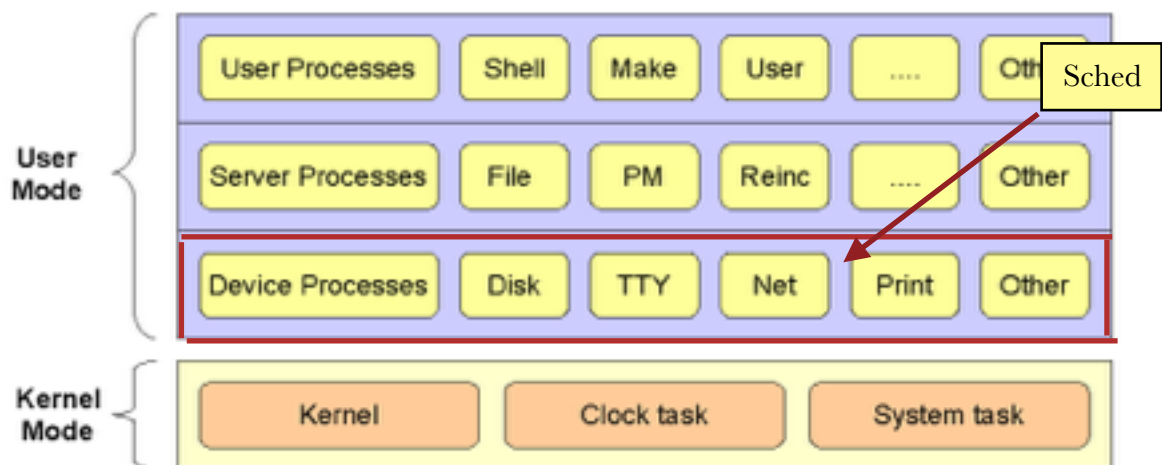 User Processes Shell Make User .... Oth
Sched
User
Mode
Server Processes File PM Reinc .... Other
Device Processes Disk TTY Net Print Other
Kernel
Mode
Kernel Clock task System task